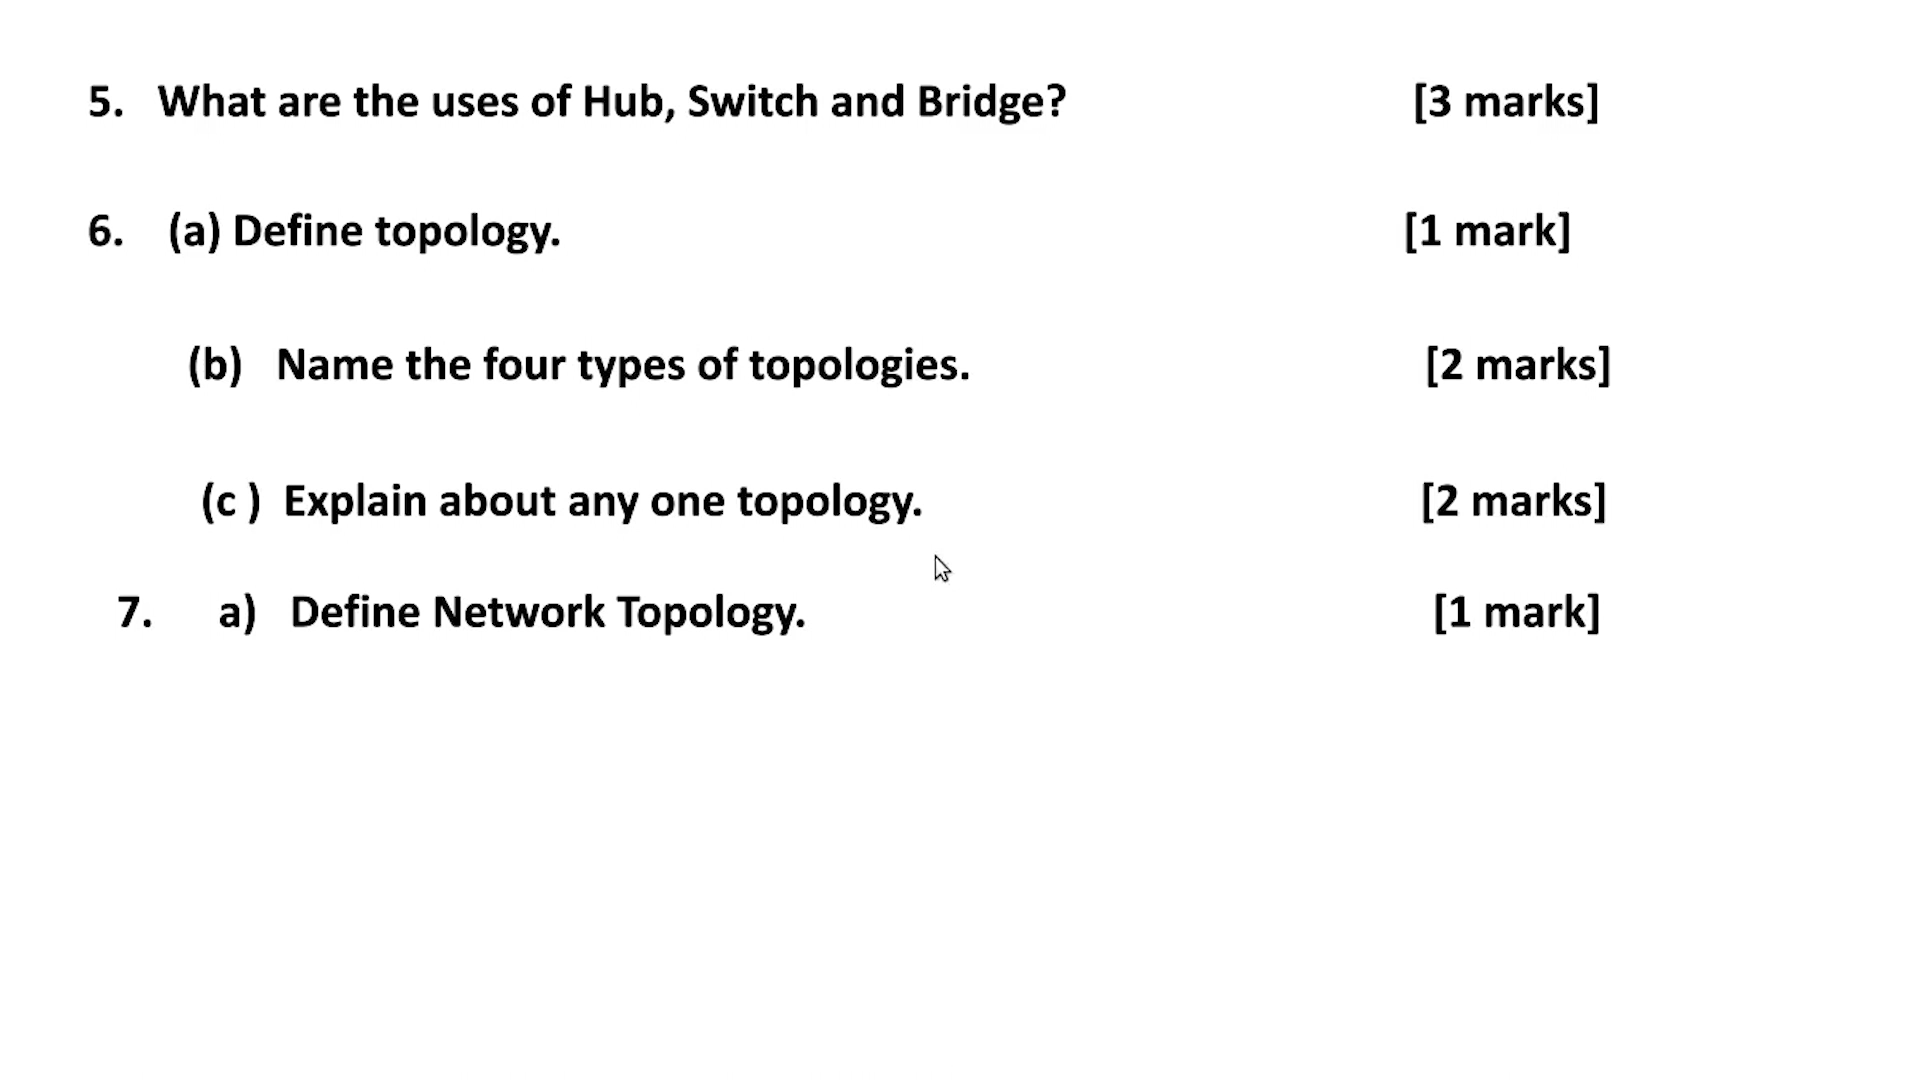 5. What are the uses of Hub, Switch and Bridge? [3 marks]
6. (a) Define topology. [1 mark]
(b) Name the four types of topologies. [2 marks]
(c ) Explain about any one topology. [2 marks]
7. a) Define Network Topology. [1 mark]